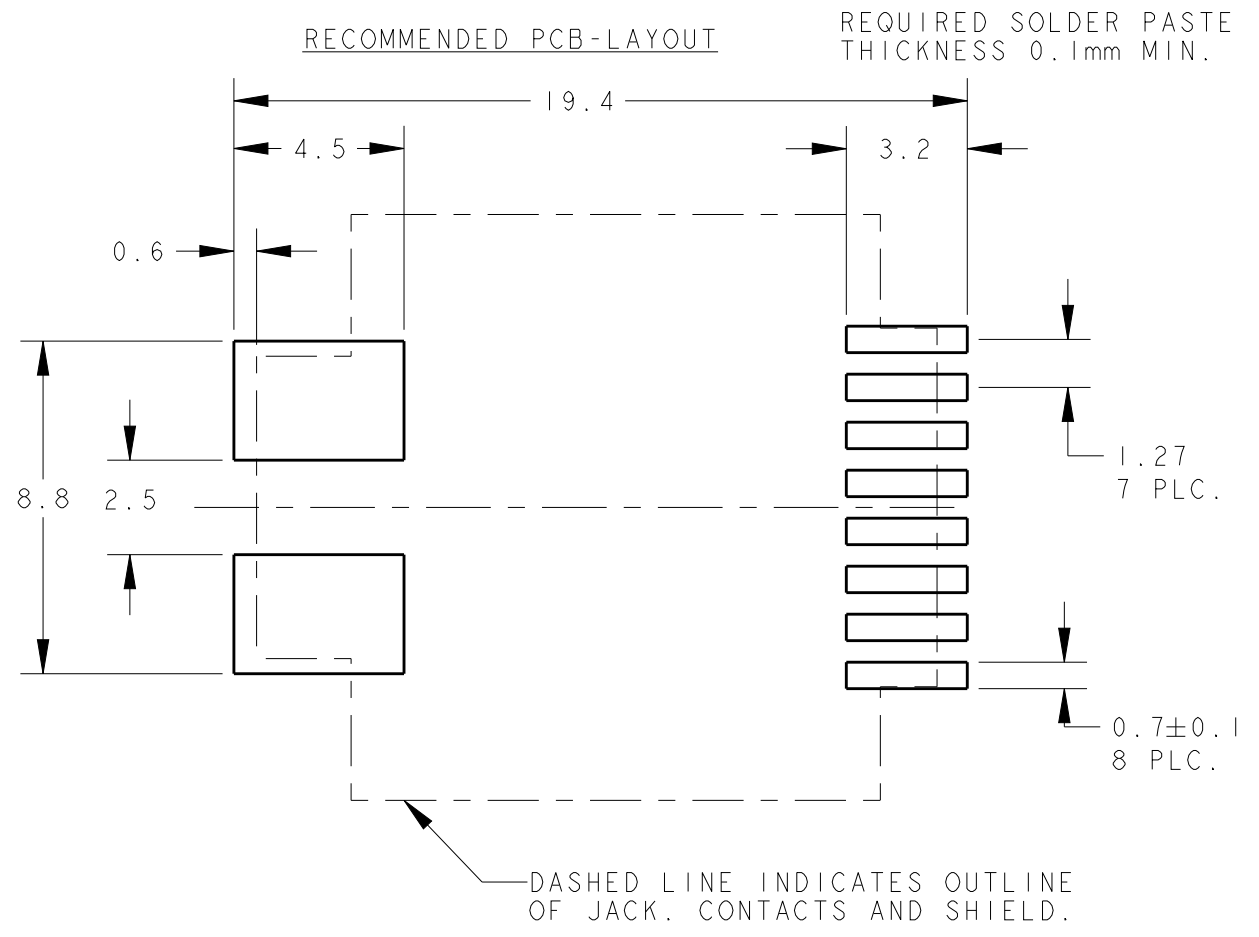 RECOMMENDED PCB-LAYOUT
REQUIRED SOLDER PASTE
THICKNESS 0.1mm MIN.
19.4
4.5
3.2
0.6
1.27
7 PLC.
8.8
2.5
0.7±0.1
8 PLC.
DASHED LINE INDICATES OUTLINE
OF JACK. CONTACTS AND SHIELD.